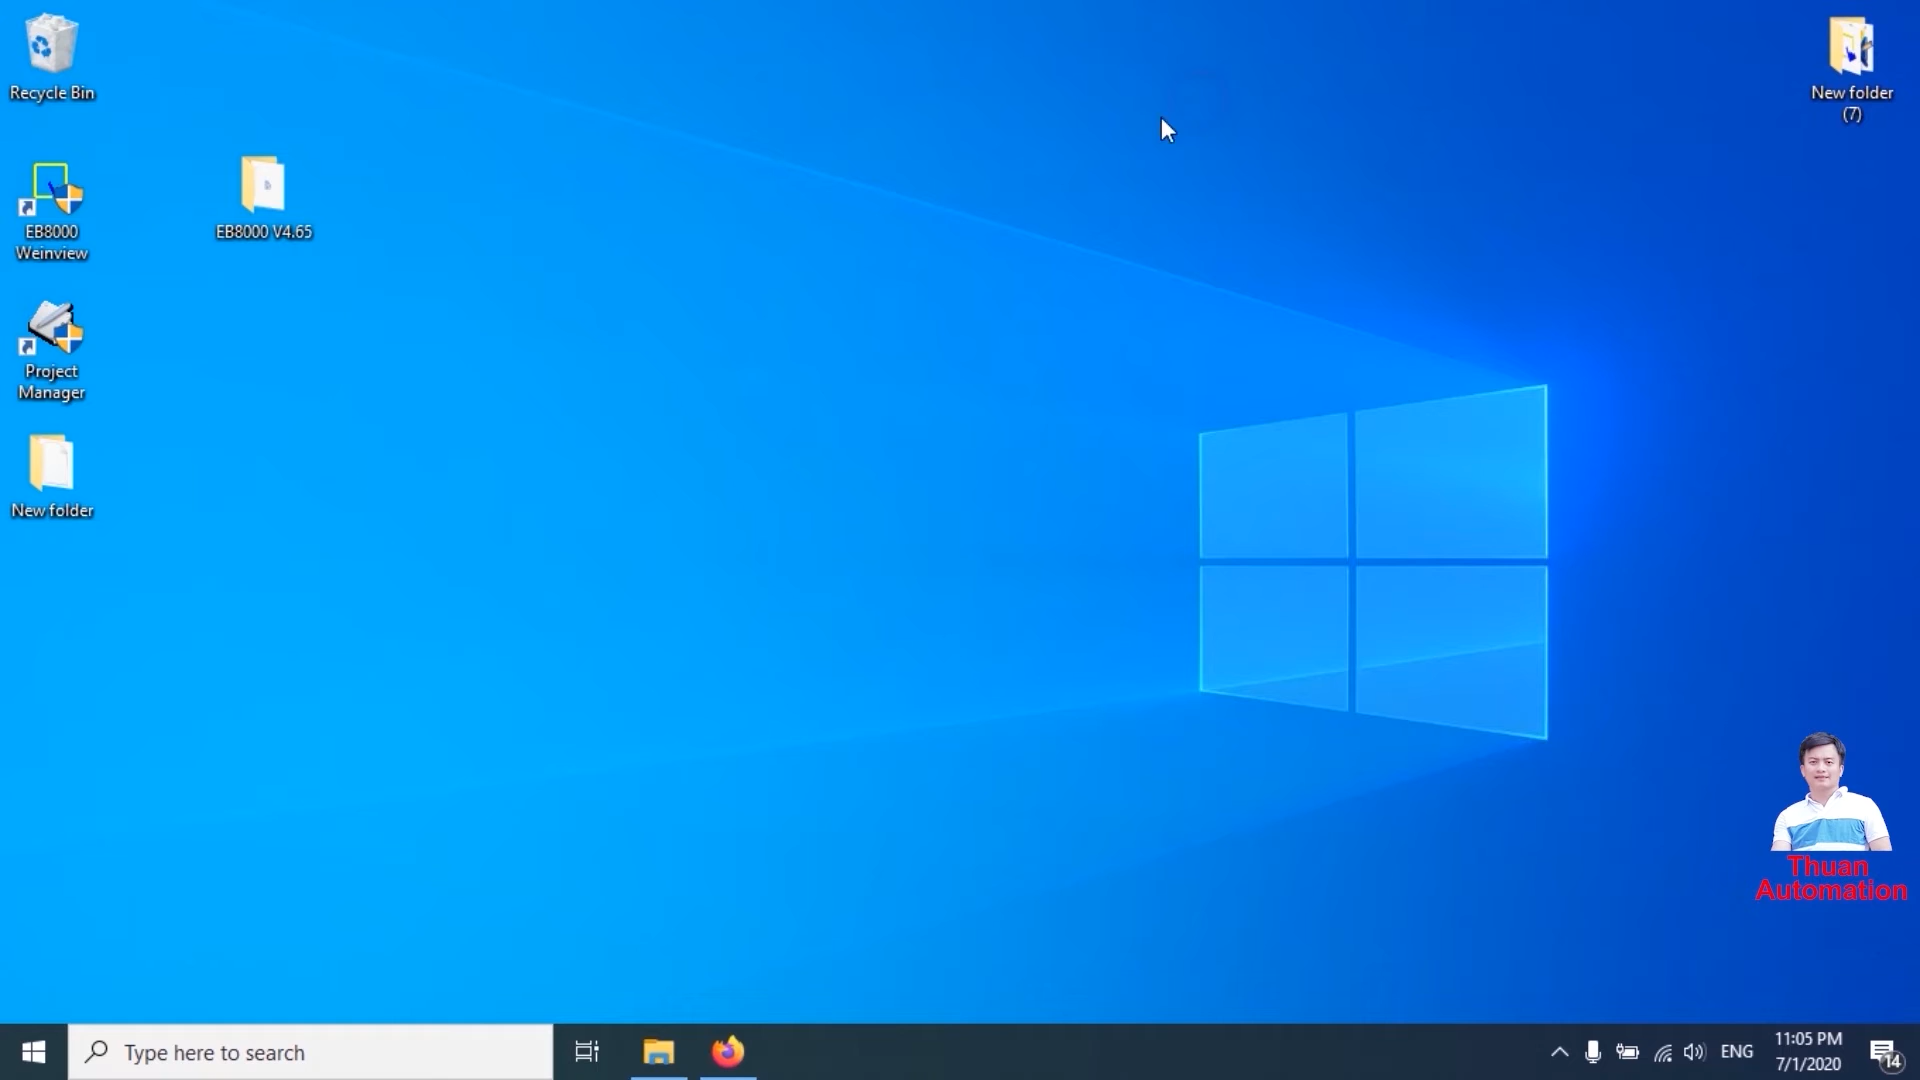 Recycle Bin
New folder
(7)
EB8000
Weinview
EB8000 V4.65
Project
Manager
New folder
Thuan
Automation
Type here to search
ENG
11:05 PM
7/1/2020
14